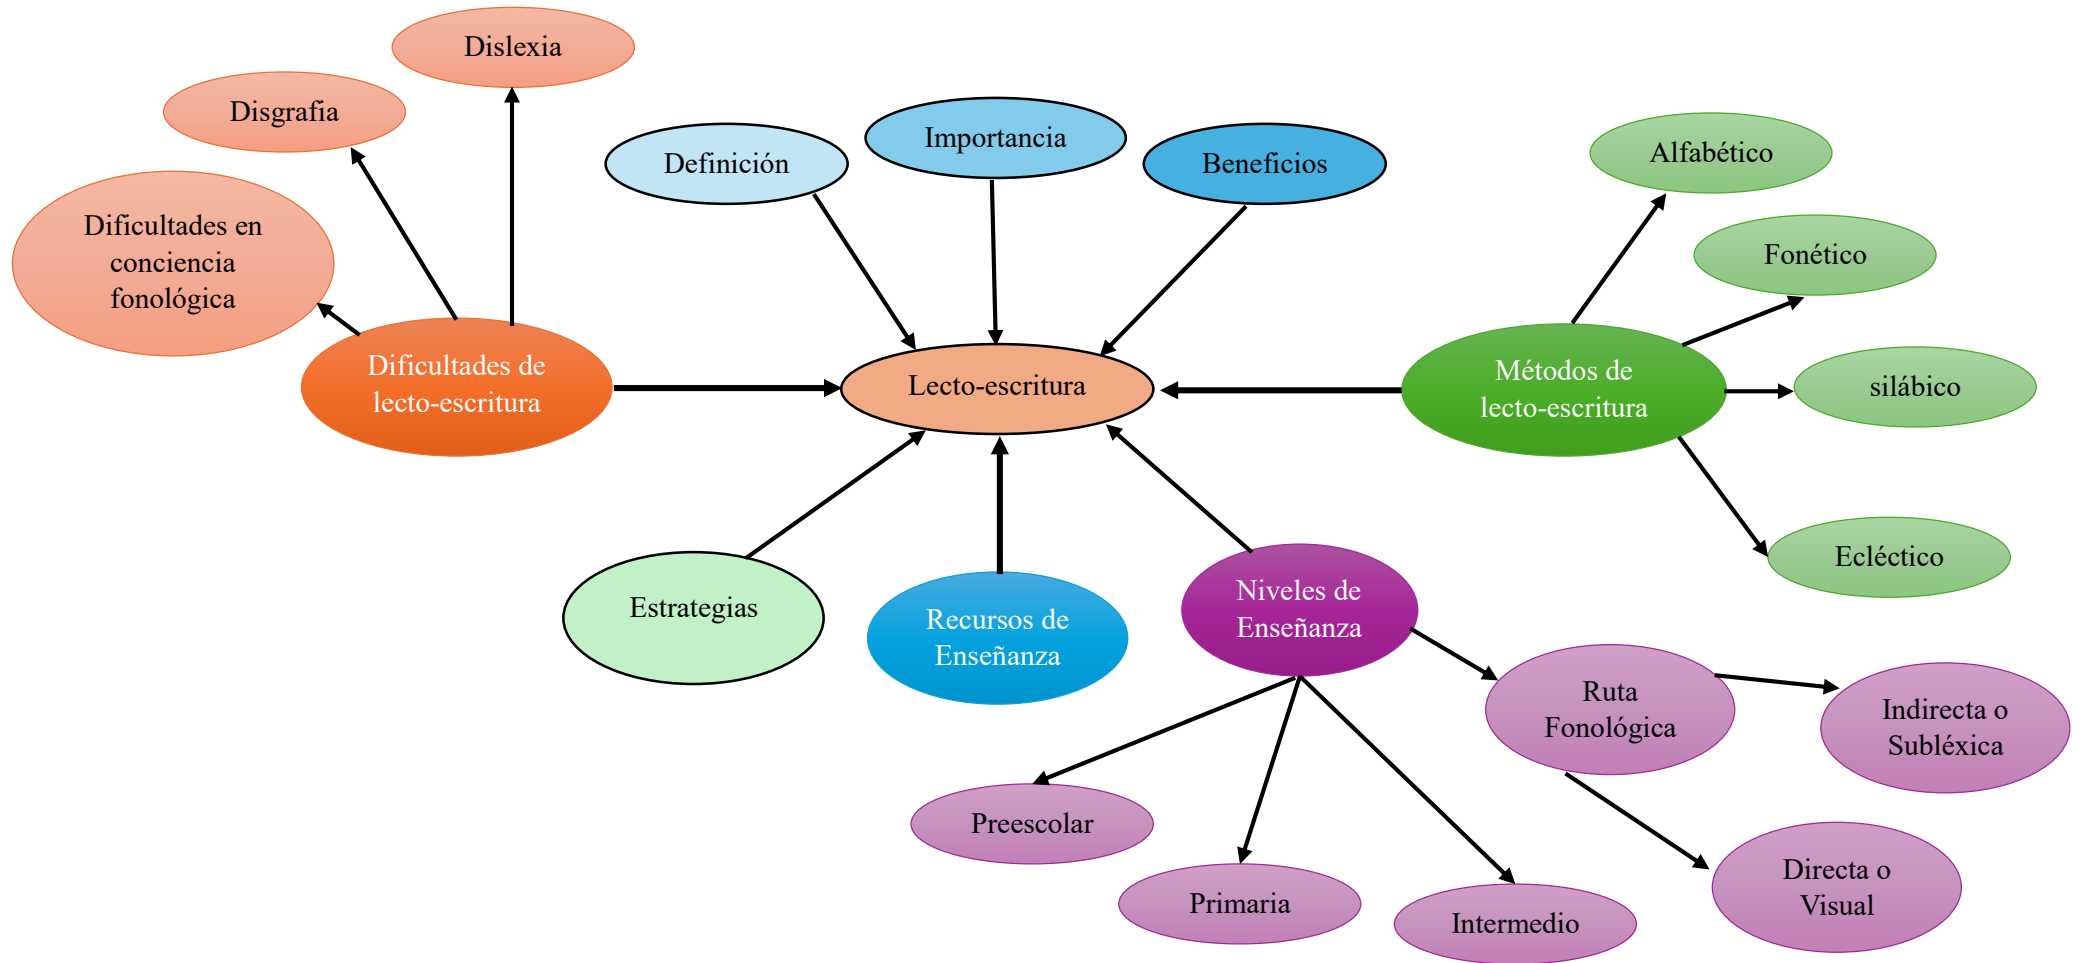 Dislexia
Disgrafia
Dificultades en
conciencia
fonológica
Dificultades de
lecto-escritura
Definición
Importancia
Beneficios
Lecto-escritura
Alfabético
Fonético
Métodos de
lecto-escritura
silábico
Ecléctico
Estrategias
Recursos de
Enseñanza
Niveles de
Enseñanza
Ruta
Fonológica
Indirecta o
Subléxica
Directa o
Visual
Preescolar
Primaria
Intermedio